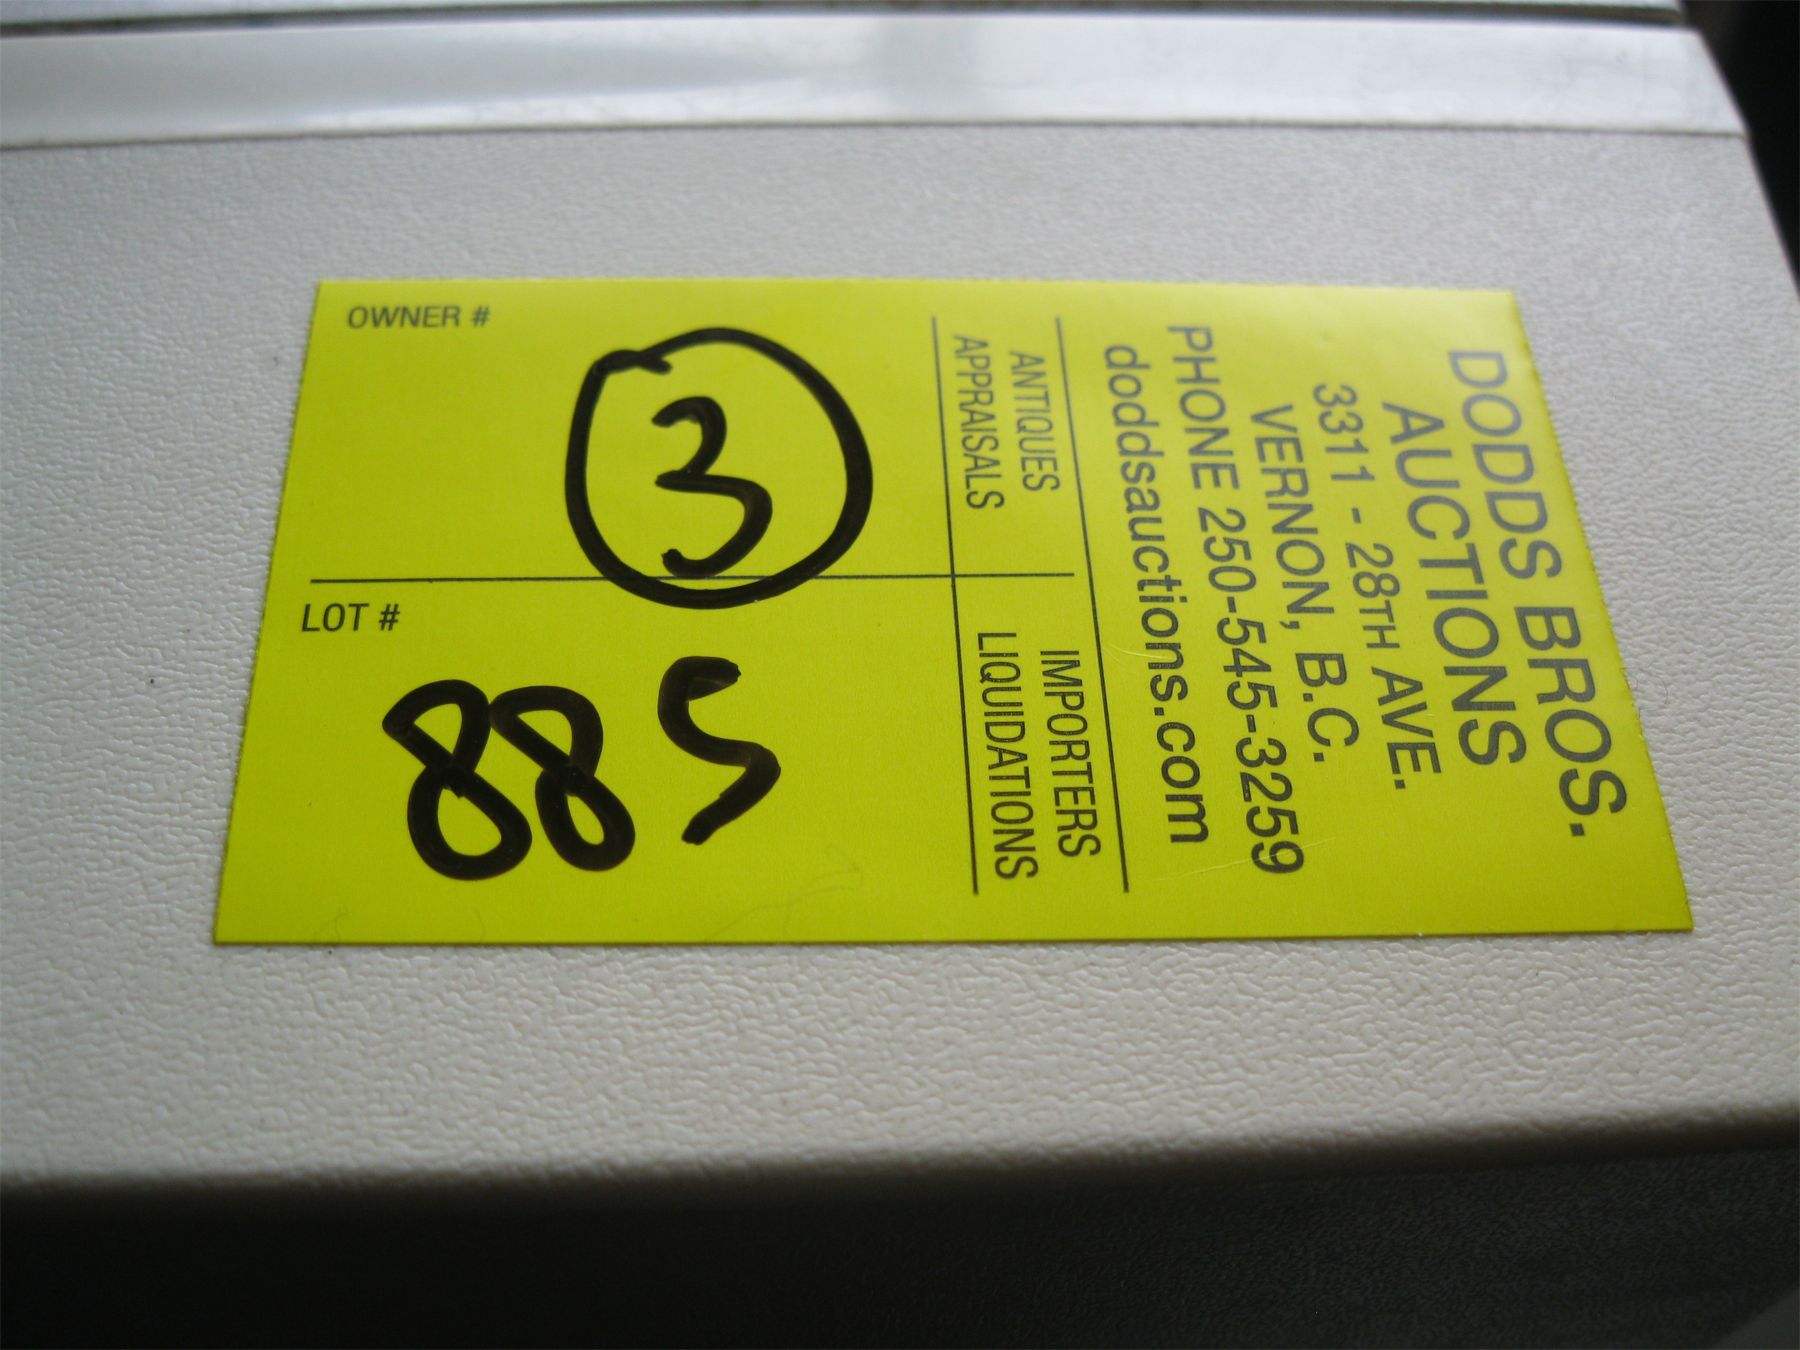 DODDS BROS.
AUCTIONS
3311 - 28TH AVE.
VERNON, B.C.
PHONE 250-545-3259
doddsauctions.com
ANTIQUES
APPRAISALS
IMPORTERS
LIQUIDATIONS
OWNER #
3
LOT #
885